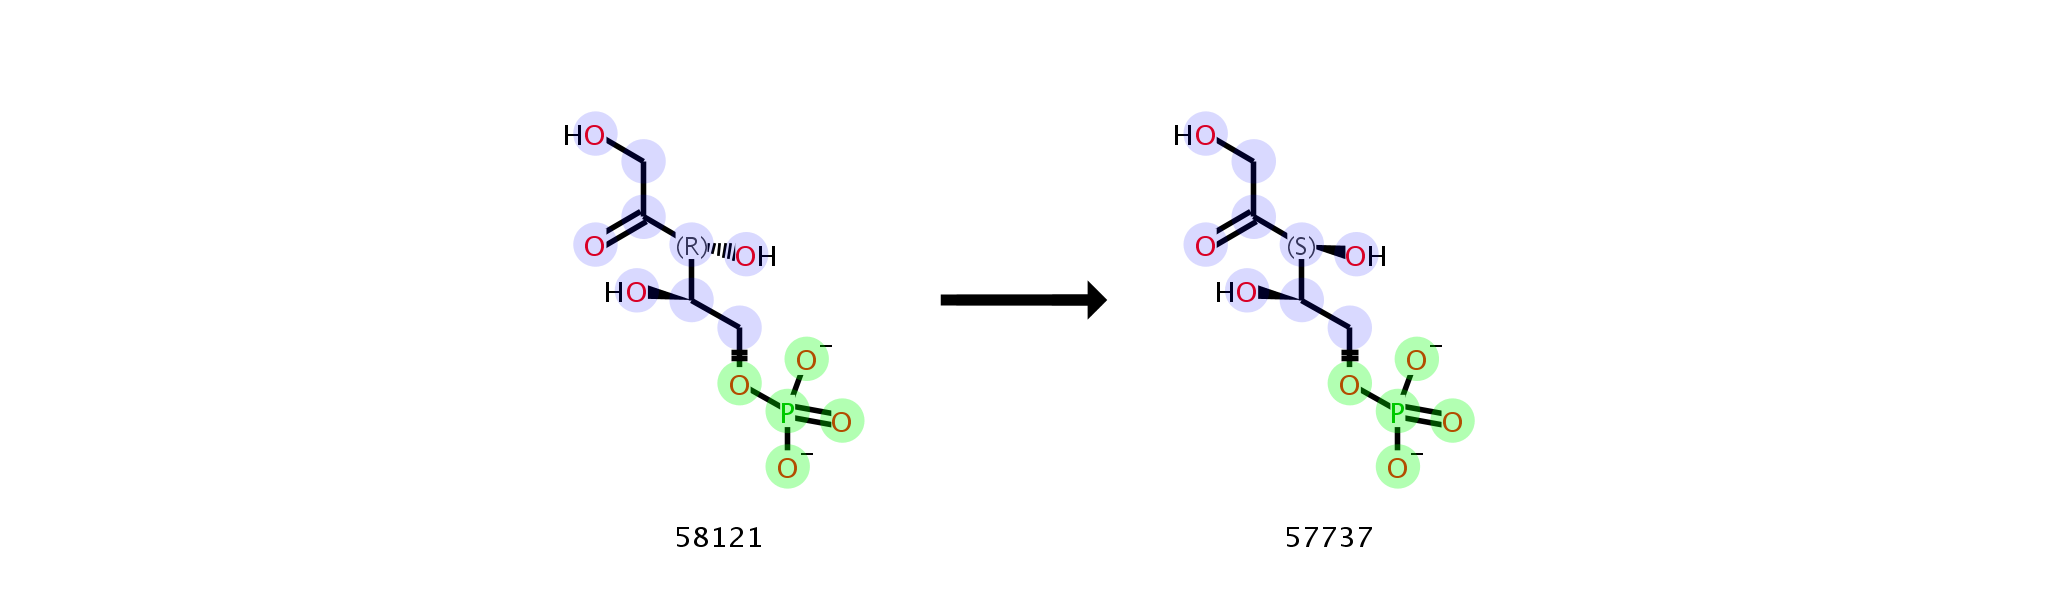 HO HO
O (R) OH O (S) OH
HO HO
O⁻ O⁻
O P O O P O
O⁻ O⁻
58121 57737